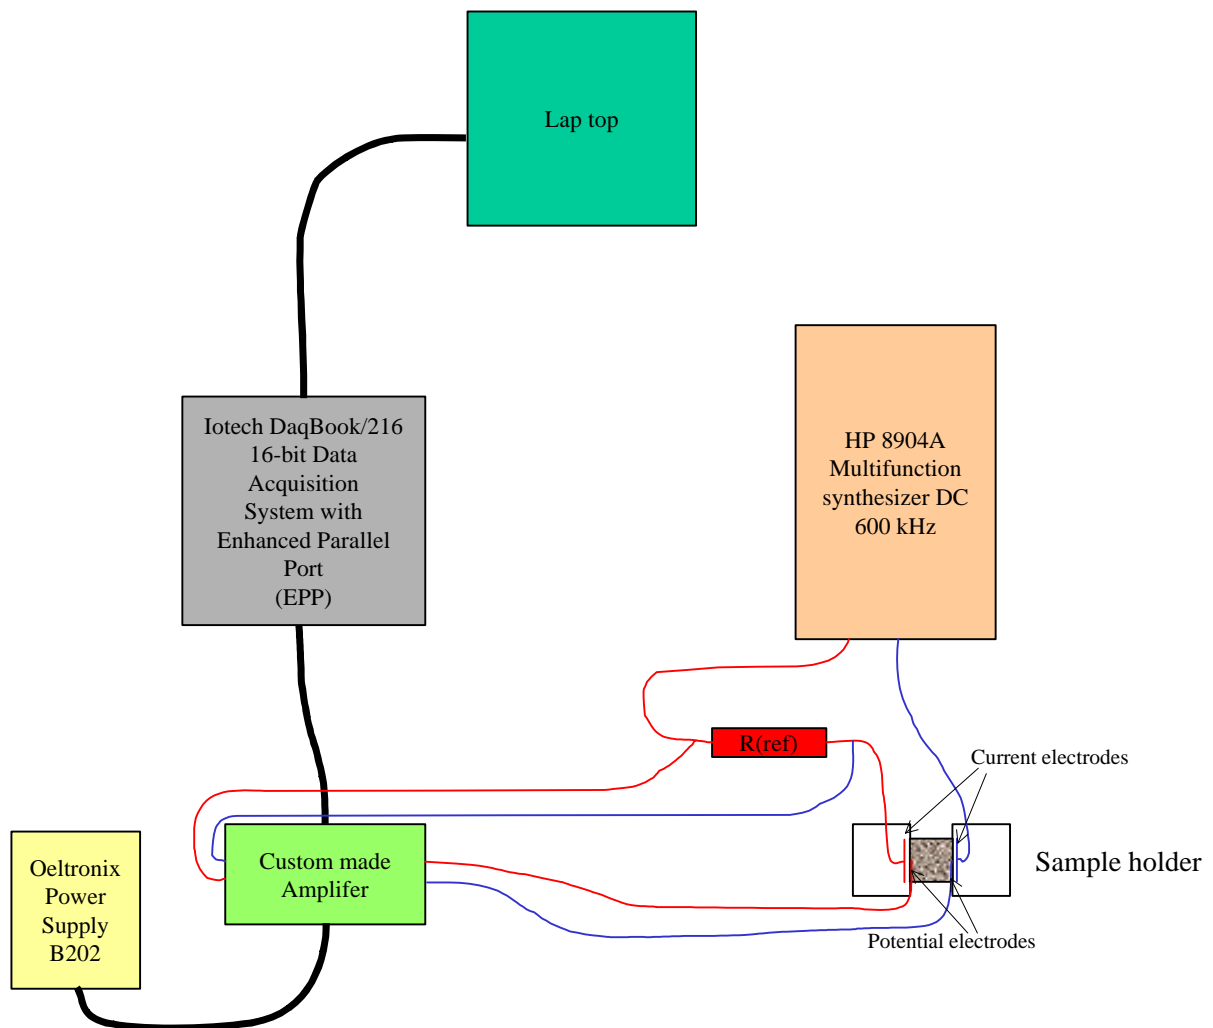 Lap top
Iotech DaqBook/216
16-bit Data
Acquisition
System with
Enhanced Parallel
Port
(EPP)
HP 8904A
Multifunction
synthesizer DC
600 kHz
R(ref)
Current electrodes
Oeltronix
Power
Supply
B202
Custom made
Amplifer
Sample holder
Potential electrodes